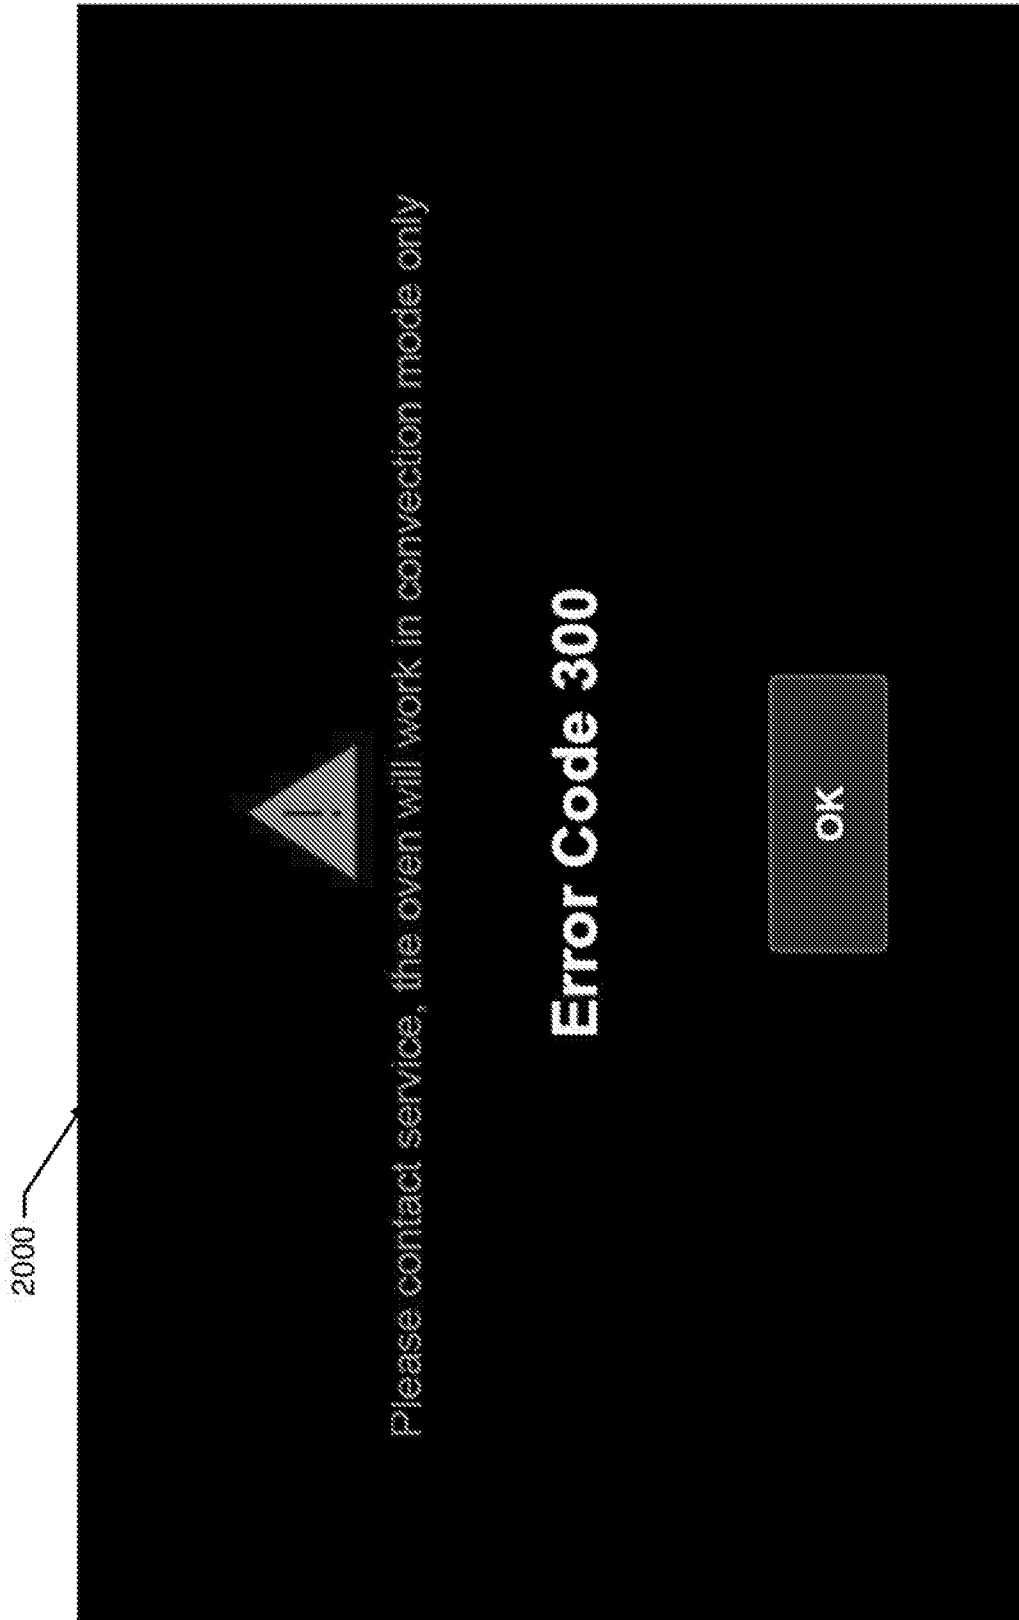 2000
!
Please contact service, the oven will work in convection mode only
Error Code 300
OK